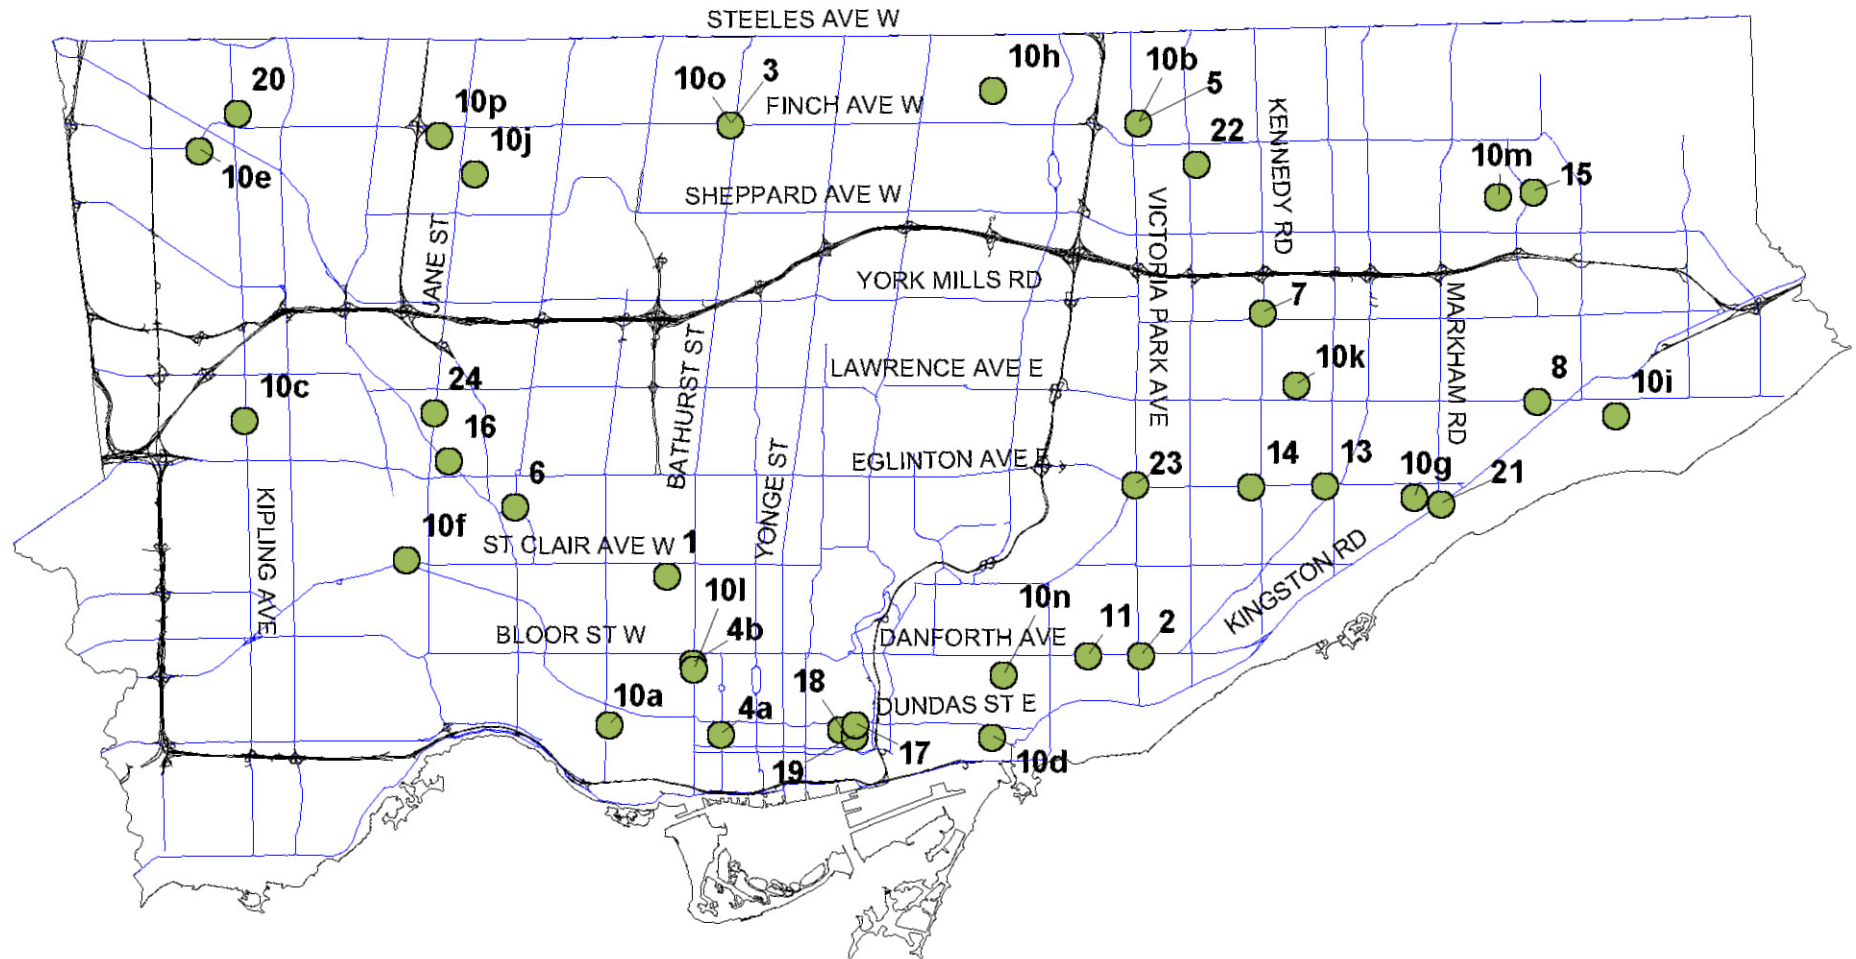 STEELES AVE W
20
10p
10j
10e
10o
3
FINCH AVE W
10h
10b
5
22
KENNEDY RD
10m
15
SHEPPARD AVE W
JANE ST
VICTORIA PARK AVE
YORK MILLS RD
7
MARKHAM RD
BATHURST ST
LAWRENCE AVE E
10k
8
10i
10c
24
16
6
YONGE ST
EGLINTON AVE E
23
14
13
10g
21
KIPLING AVE
10f
ST CLAIR AVE W
1
KINGSTON RD
10l
4b
10n
11
2
BLOOR ST W
DANFORTH AVE
10a
4a
18
DUNDAS ST E
17
19
10d